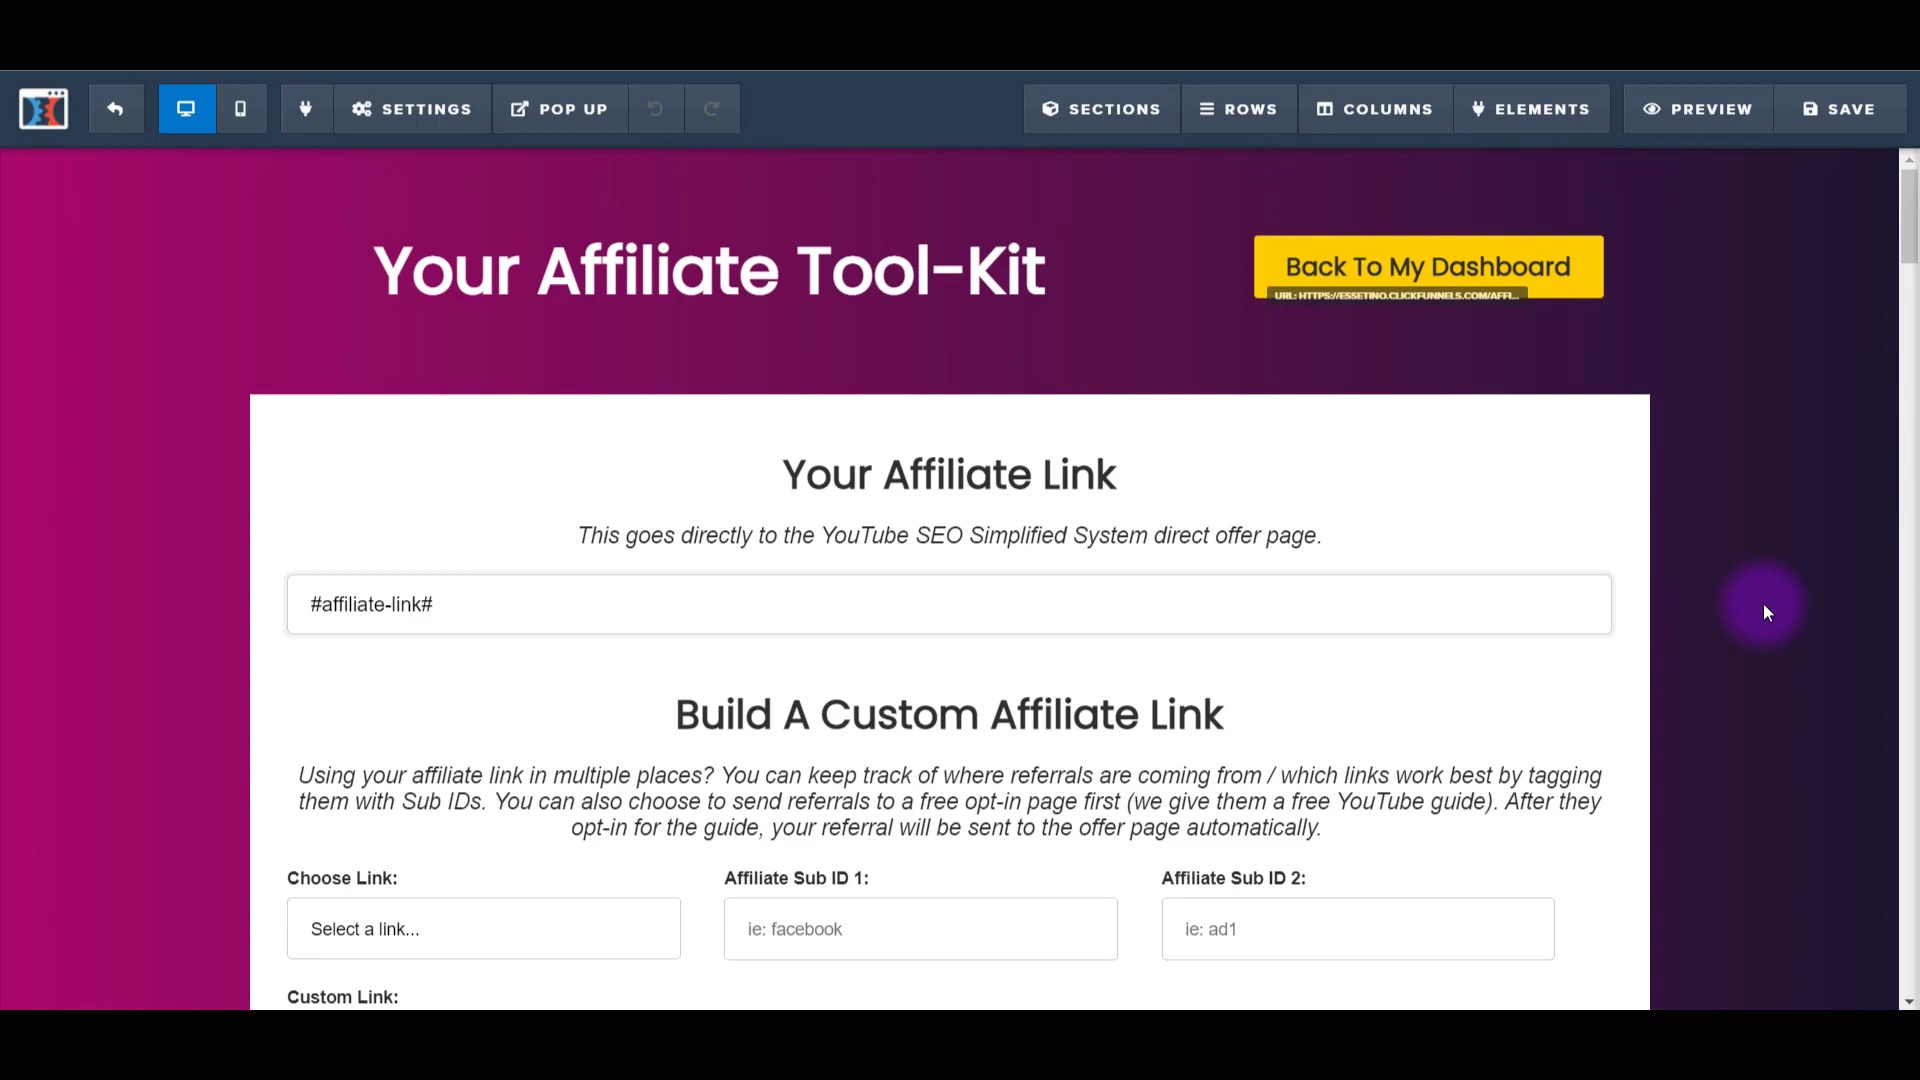 SETTINGS
POP UP
SECTIONS
ROWS
COLUMNS
ELEMENTS
PREVIEW
SAVE
Your Affiliate Tool-Kit
Back To My Dashboard
URL: HTTPS://ESSETINO.CLICKFUNNELS.COM/AFFI...
Your Affiliate Link
This goes directly to the YouTube SEO Simplified System direct offer page.
#affiliate-link#
Build A Custom Affiliate Link
Using your affiliate link in multiple places? You can keep track of where referrals are coming from / which links work best by tagging
them with Sub IDs. You can also choose to send referrals to a free opt-in page first (we give them a free YouTube guide). After they
opt-in for the guide, your referral will be sent to the offer page automatically.
Choose Link:
Affiliate Sub ID 1:
Affiliate Sub ID 2:
Select a link...
ie: facebook
ie: ad1
Custom Link: